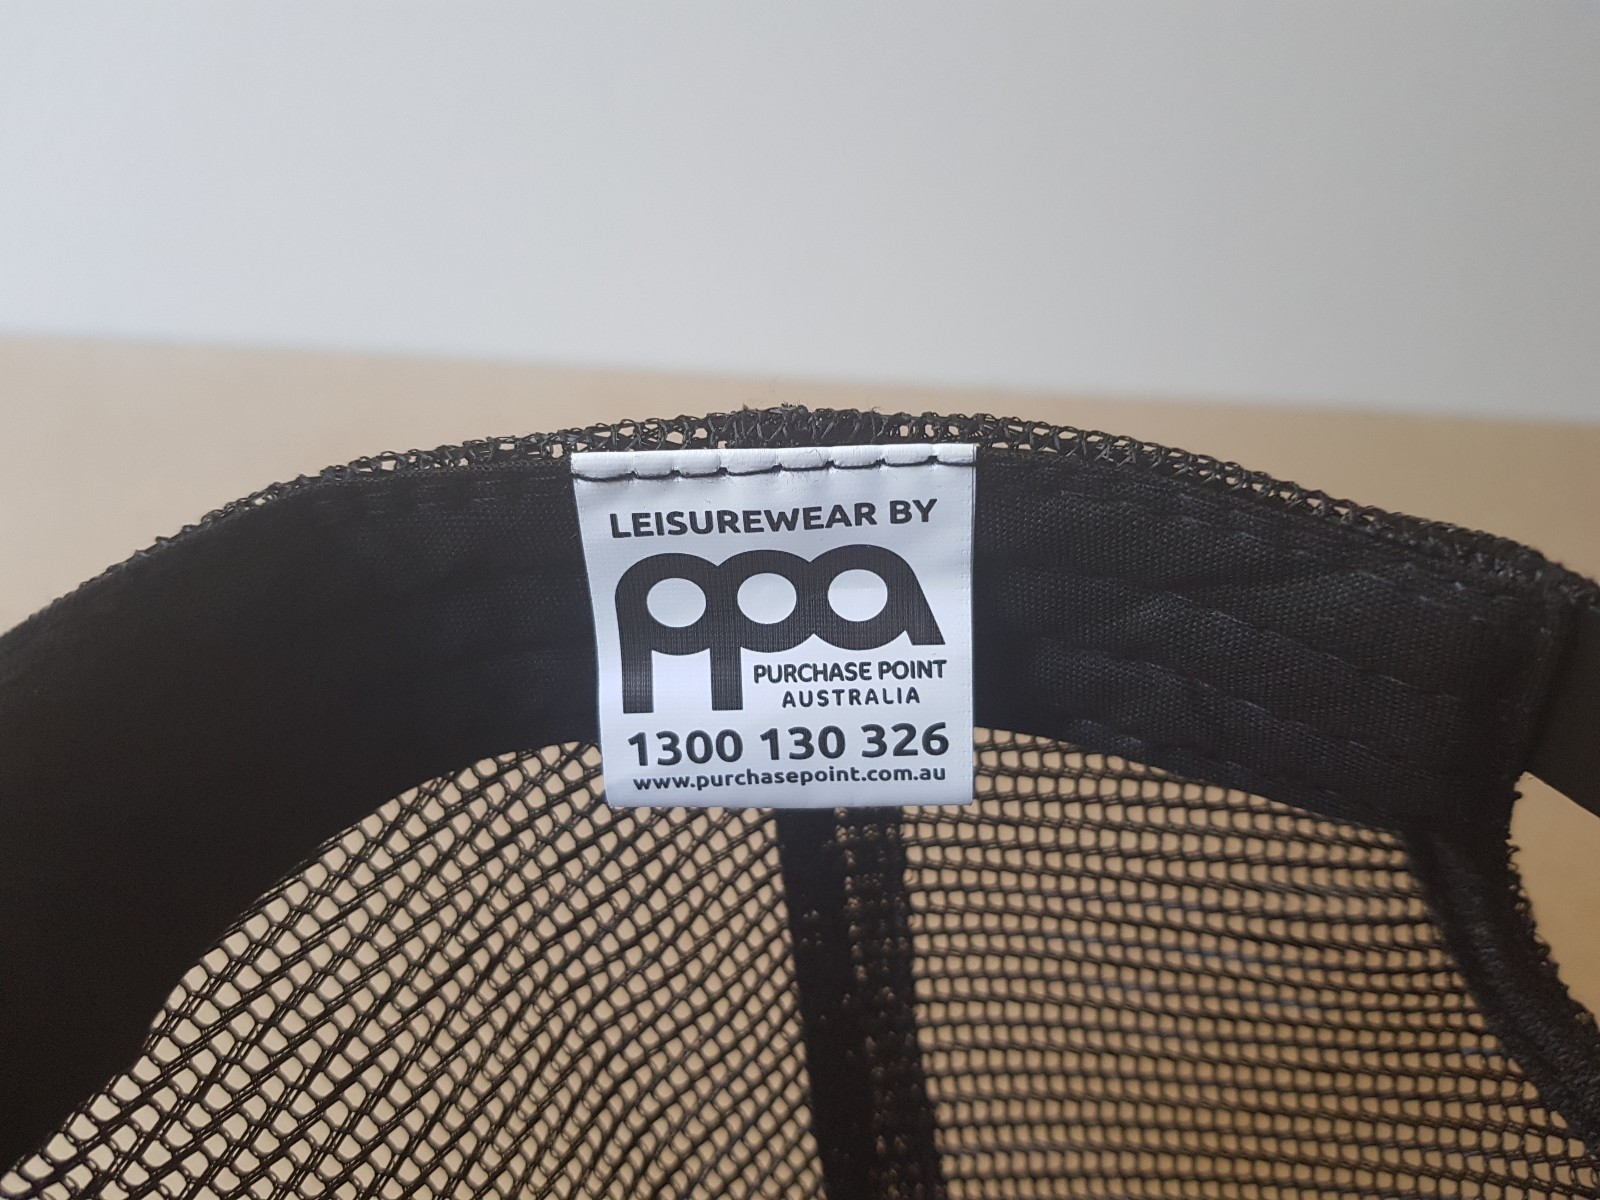 LEISUREWEAR BY
ppa
PURCHASE POINT
AUSTRALIA
1300 130 326
www.purchasepoint.com.au